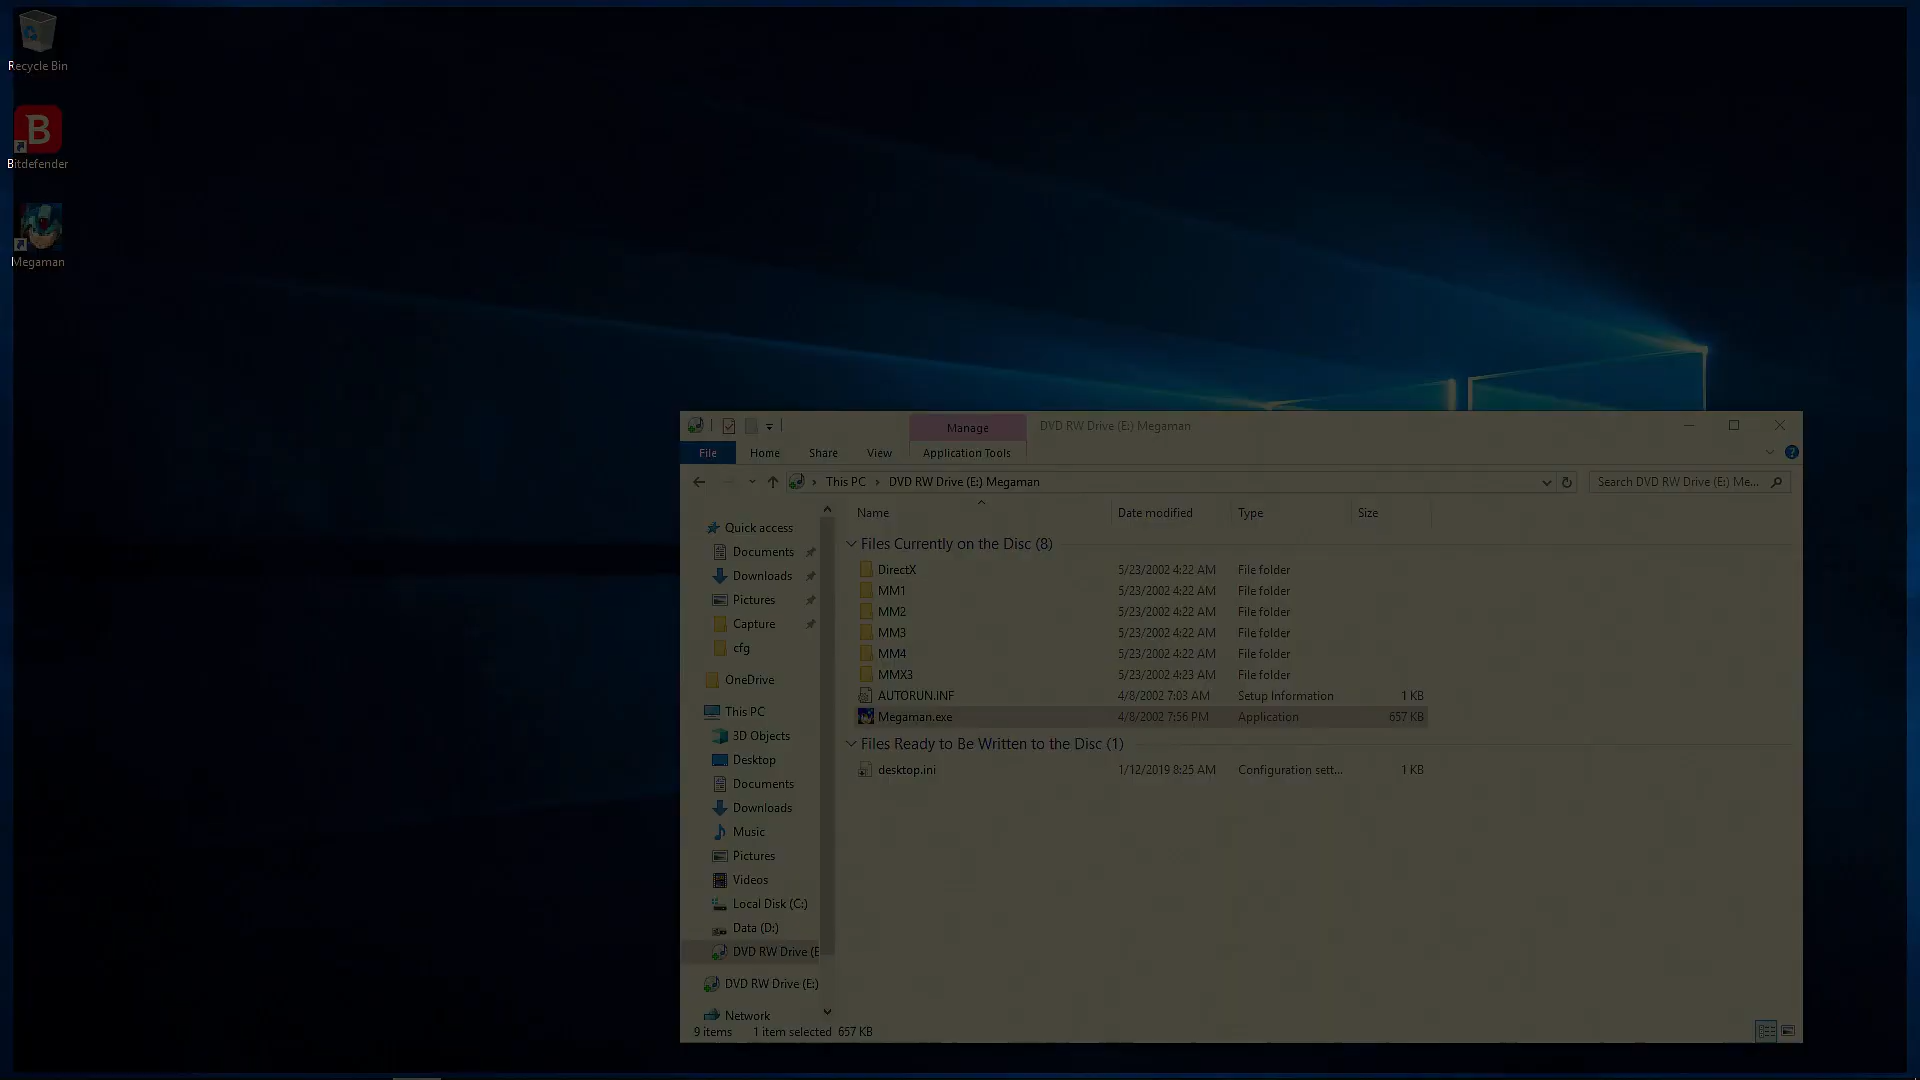 Recycle Bin
Bitdefender
Megaman
Manage
DVD RW Drive (E:) Megaman
File
Home
Share
View
Application Tools
This PC
DVD RW Drive (E:) Megaman
Search DVD RW Drive (E:) Me...
Name
Date modified
Type
Size
Quick access
Documents
Downloads
Pictures
Capture
cfg
OneDrive
This PC
3D Objects
Desktop
Documents
Downloads
Music
Pictures
Videos
Local Disk (C:)
Data (D:)
DVD RW Drive (E
DVD RW Drive (E:)
Network
Files Currently on the Disc (8)
DirectX 5/23/2002 4:22 AM File folder
MM1 5/23/2002 4:22 AM File folder
MM2 5/23/2002 4:22 AM File folder
MM3 5/23/2002 4:22 AM File folder
MM4 5/23/2002 4:22 AM File folder
MMX3 5/23/2002 4:23 AM File folder
AUTORUN.INF 4/8/2002 7:03 AM Setup Information 1 KB
Megaman.exe 4/8/2002 7:56 PM Application 657 KB
Files Ready to Be Written to the Disc (1)
desktop.ini 1/12/2019 8:25 AM Configuration sett... 1 KB
9 items 1 item selected 657 KB